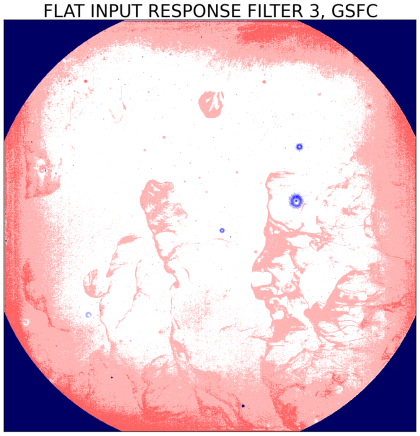 FLAT INPUT RESPONSE FILTER 3, GSFC